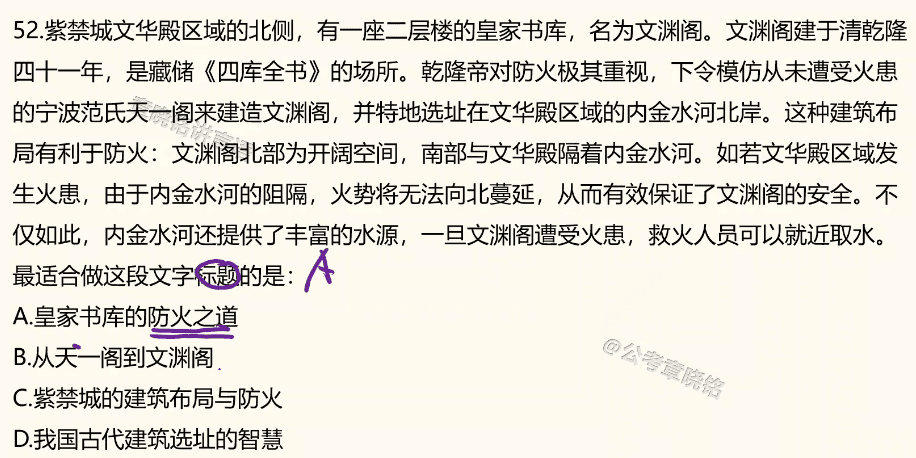 52.紫禁城文华殿区域的北侧，有一座二层楼的皇家书库，名为文渊阁。文渊阁建于清乾隆
四十一年，是藏储《四库全书》的场所。乾隆帝对防火极其重视，下令模仿从未遭受火患
的宁波范氏天一阁来建造文渊阁，并特地选址在文华殿区域的内金水河北岸。这种建筑布
局有利于防火：文渊阁北部为开阔空间，南部与文华殿隔着内金水河。如若文华殿区域发
生火患，由于内金水河的阻隔，火势将无法向北蔓延，从而有效保证了文渊阁的安全。不
仅如此，内金水河还提供了丰富的水源，一旦文渊阁遭受火患，救火人员可以就近取水。
最适合做这段文字标题的是： A
A.皇家书库的防火之道
B.从天一阁到文渊阁
@公考章晓铭
C.紫禁城的建筑布局与防火
D.我国古代建筑选址的智慧